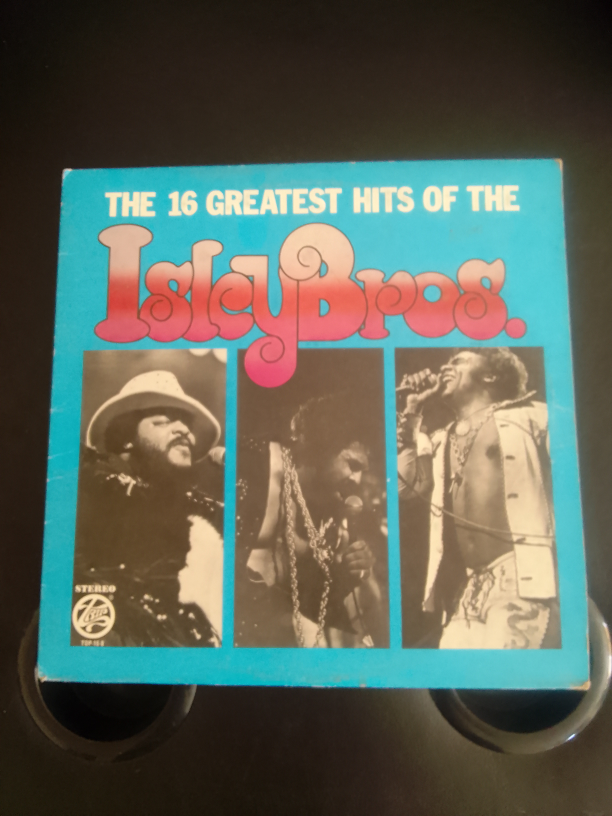 THE 16 GREATEST HITS OF THE
Isley Bros.
STEREO